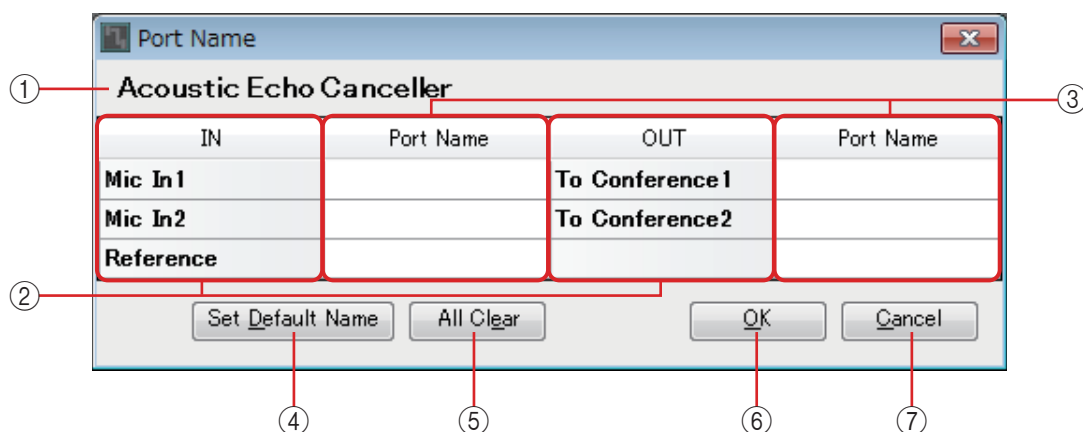 Port Name
① Acoustic Echo Canceller ③
IN Port Name OUT Port Name
Mic In1 To Conference1
Mic In2 To Conference2
Reference
②
Set Default Name All Clear OK Cancel
④ ⑤ ⑥ ⑦